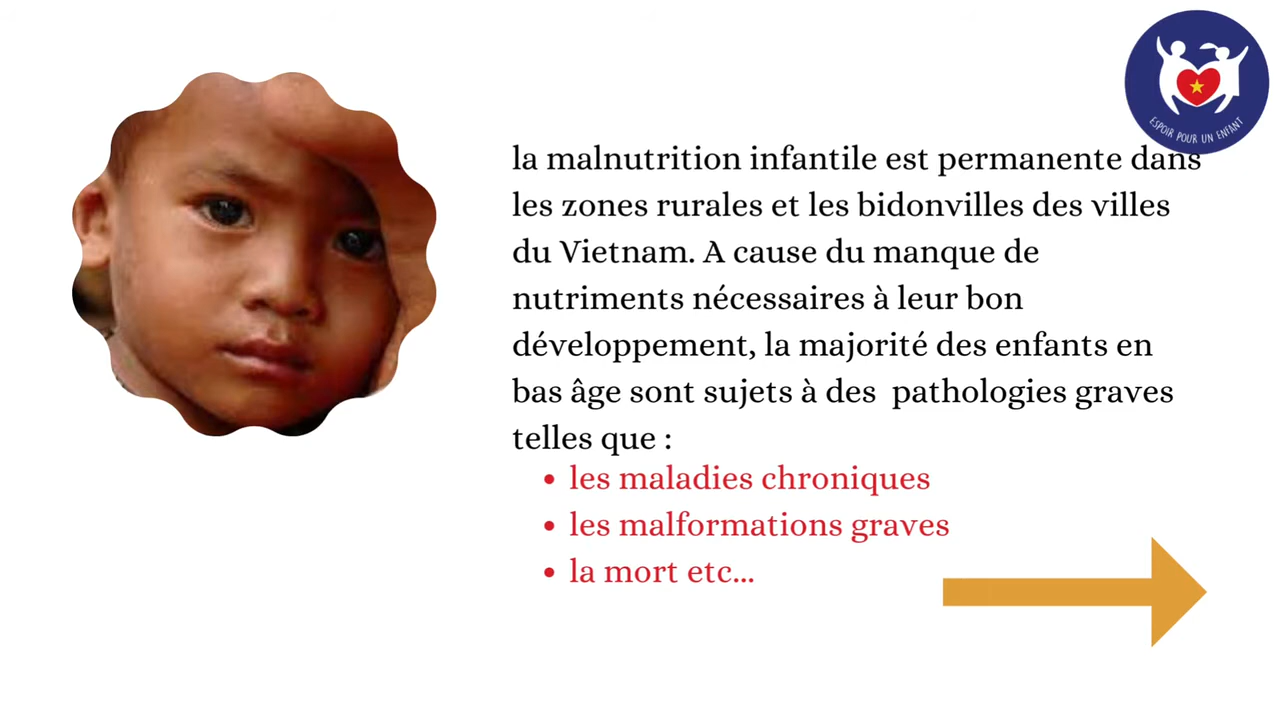 ESPOIR POUR UN ENFANT
la malnutrition infantile est permanente dans
les zones rurales et les bidonvilles des villes
du Vietnam. A cause du manque de
nutriments nécessaires à leur bon
développement, la majorité des enfants en
bas âge sont sujets à des  pathologies graves
telles que :
• les maladies chroniques
• les malformations graves
• la mort etc...